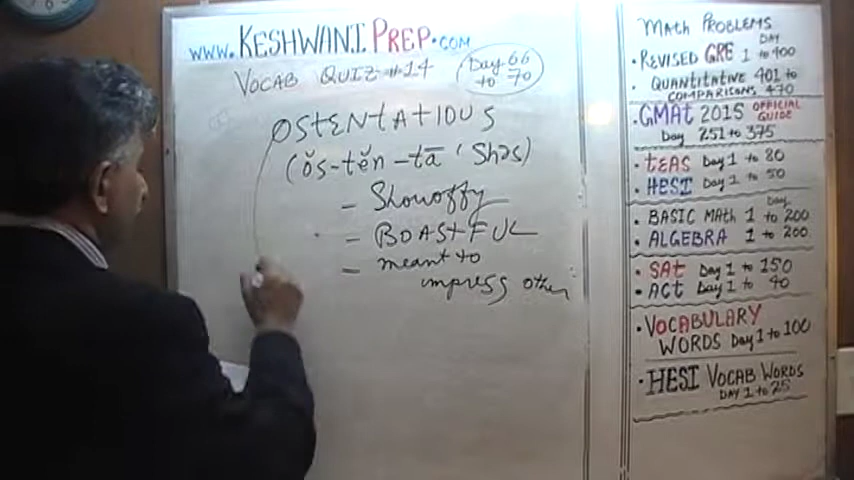 www.KESHWANIPREP.COM
VOCAB QUIZ #14
Day 66
to 70
OSTENTATIOUS
(ŏs-tĕn-tā'Shəs)
- Showoffy
- BOASTFUL
- meant to
impress other
MATH PROBLEMS
DAY
• REVISED GRE 1 to 400
• QUANTITATIVE 401 to
COMPARISONS 470
• GMAt 2015 OFFICIAL
GUIDE
Day 251 to 375
• tEAS Day 1 to 80
• HESI Day 1 to 50
Day
• BASIC MAth 1 to 200
• ALGEBRA 1 to 200
• SAt Day 1 to 150
• ACt Day 1 to 40
• VOCABULARY
WORDS Day 1 to 100
• HESI VOCAB WORDS
DAY 1 to 25